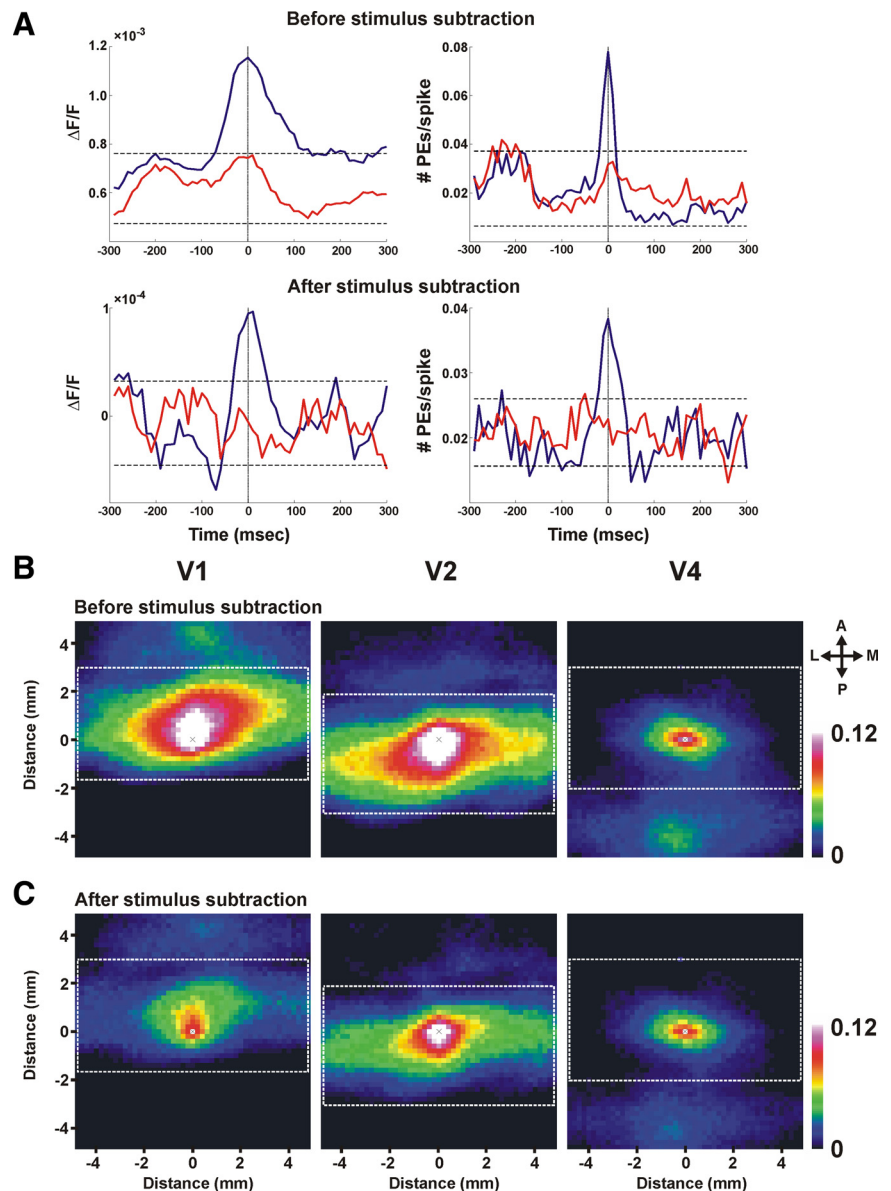 A
Before stimulus subtraction
×10⁻³
1.2
1.0
0.8
0.6
ΔF/F
-300 -200 -100 0 100 200 300
0.08
0.06
0.04
0.02
# PEs/spike
-300 -200 -100 0 100 200 300
After stimulus subtraction
×10⁻⁴
1
0
ΔF/F
-300 -200 -100 0 100 200 300
Time (msec)
0.04
0.03
0.02
# PEs/spike
-300 -200 -100 0 100 200 300
Time (msec)
B
V1 V2 V4
Before stimulus subtraction
4
2
0
-2
-4
Distance (mm)
A
L M
P
0.12
0
C
After stimulus subtraction
4
2
0
-2
-4
Distance (mm)
0.12
0
-4 -2 0 2 4
Distance (mm)
-4 -2 0 2 4
Distance (mm)
-4 -2 0 2 4
Distance (mm)